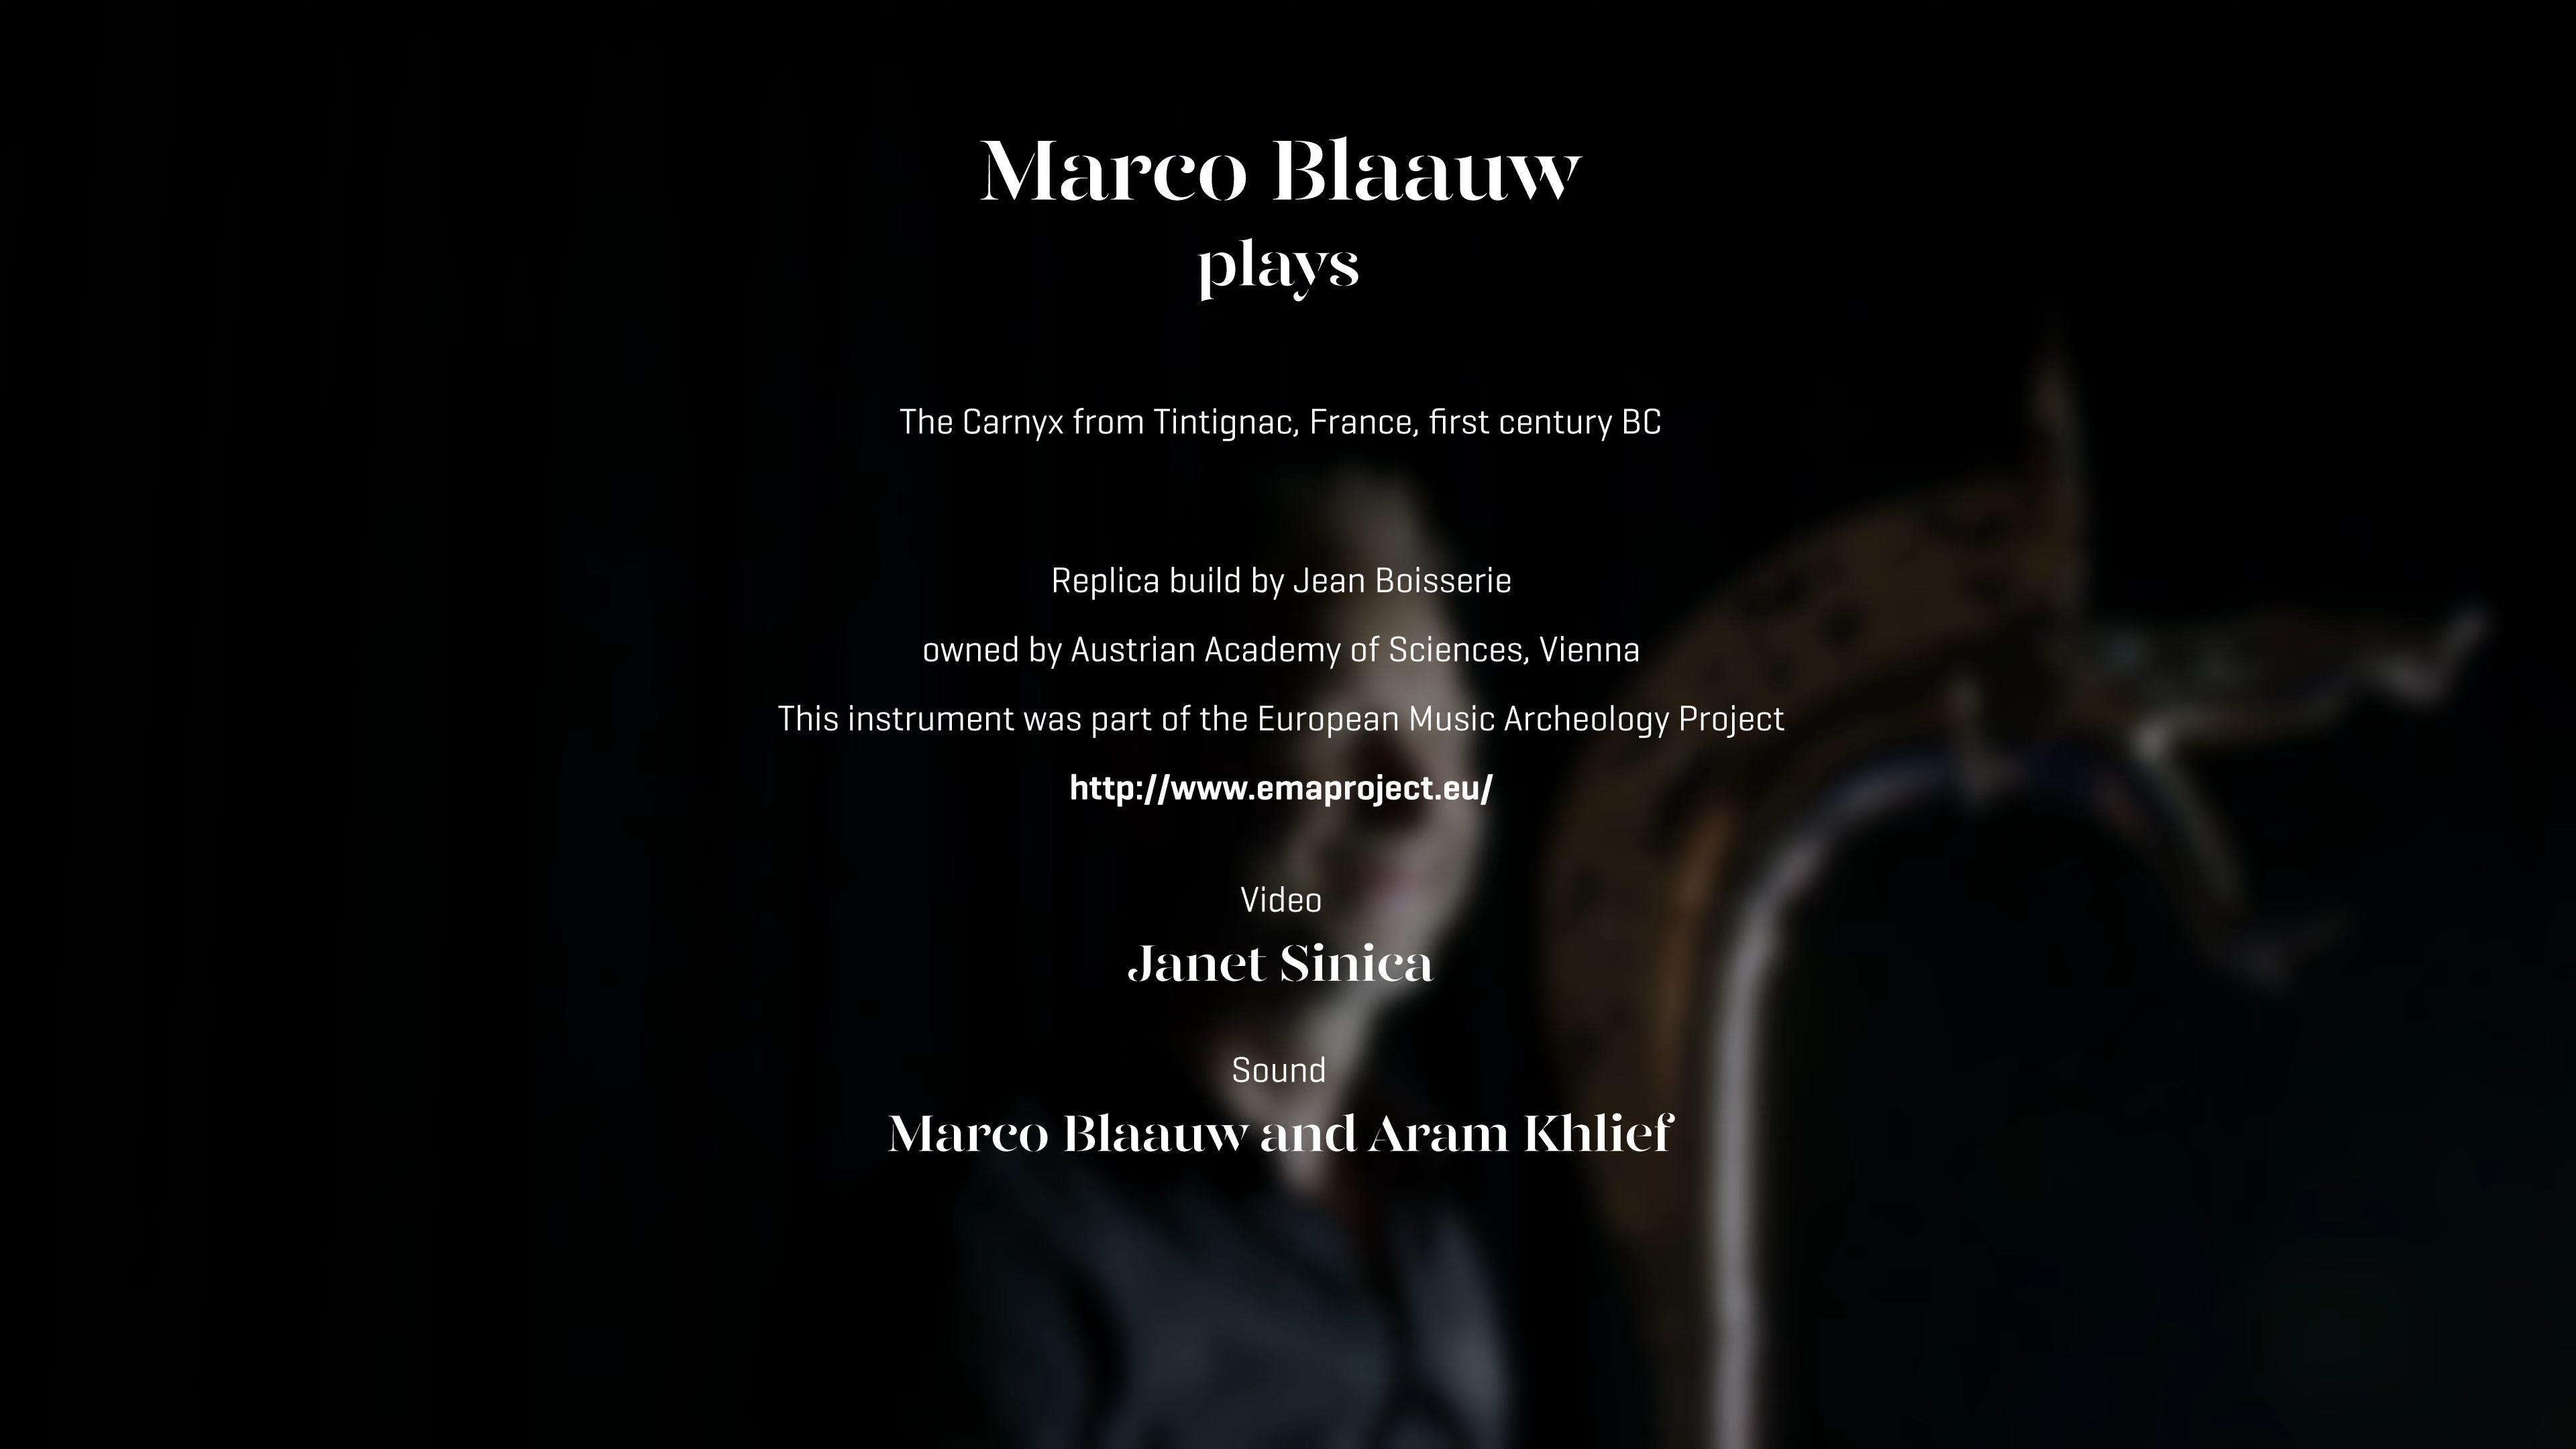 Marco Blaauw
plays
The Carnyx from Tintignac, France, first century BC
Replica build by Jean Boisserie
owned by Austrian Academy of Sciences, Vienna
This instrument was part of the European Music Archeology Project
http://www.emaproject.eu/
Video
Janet Sinica
Sound
Marco Blaauw and Aram Khlief